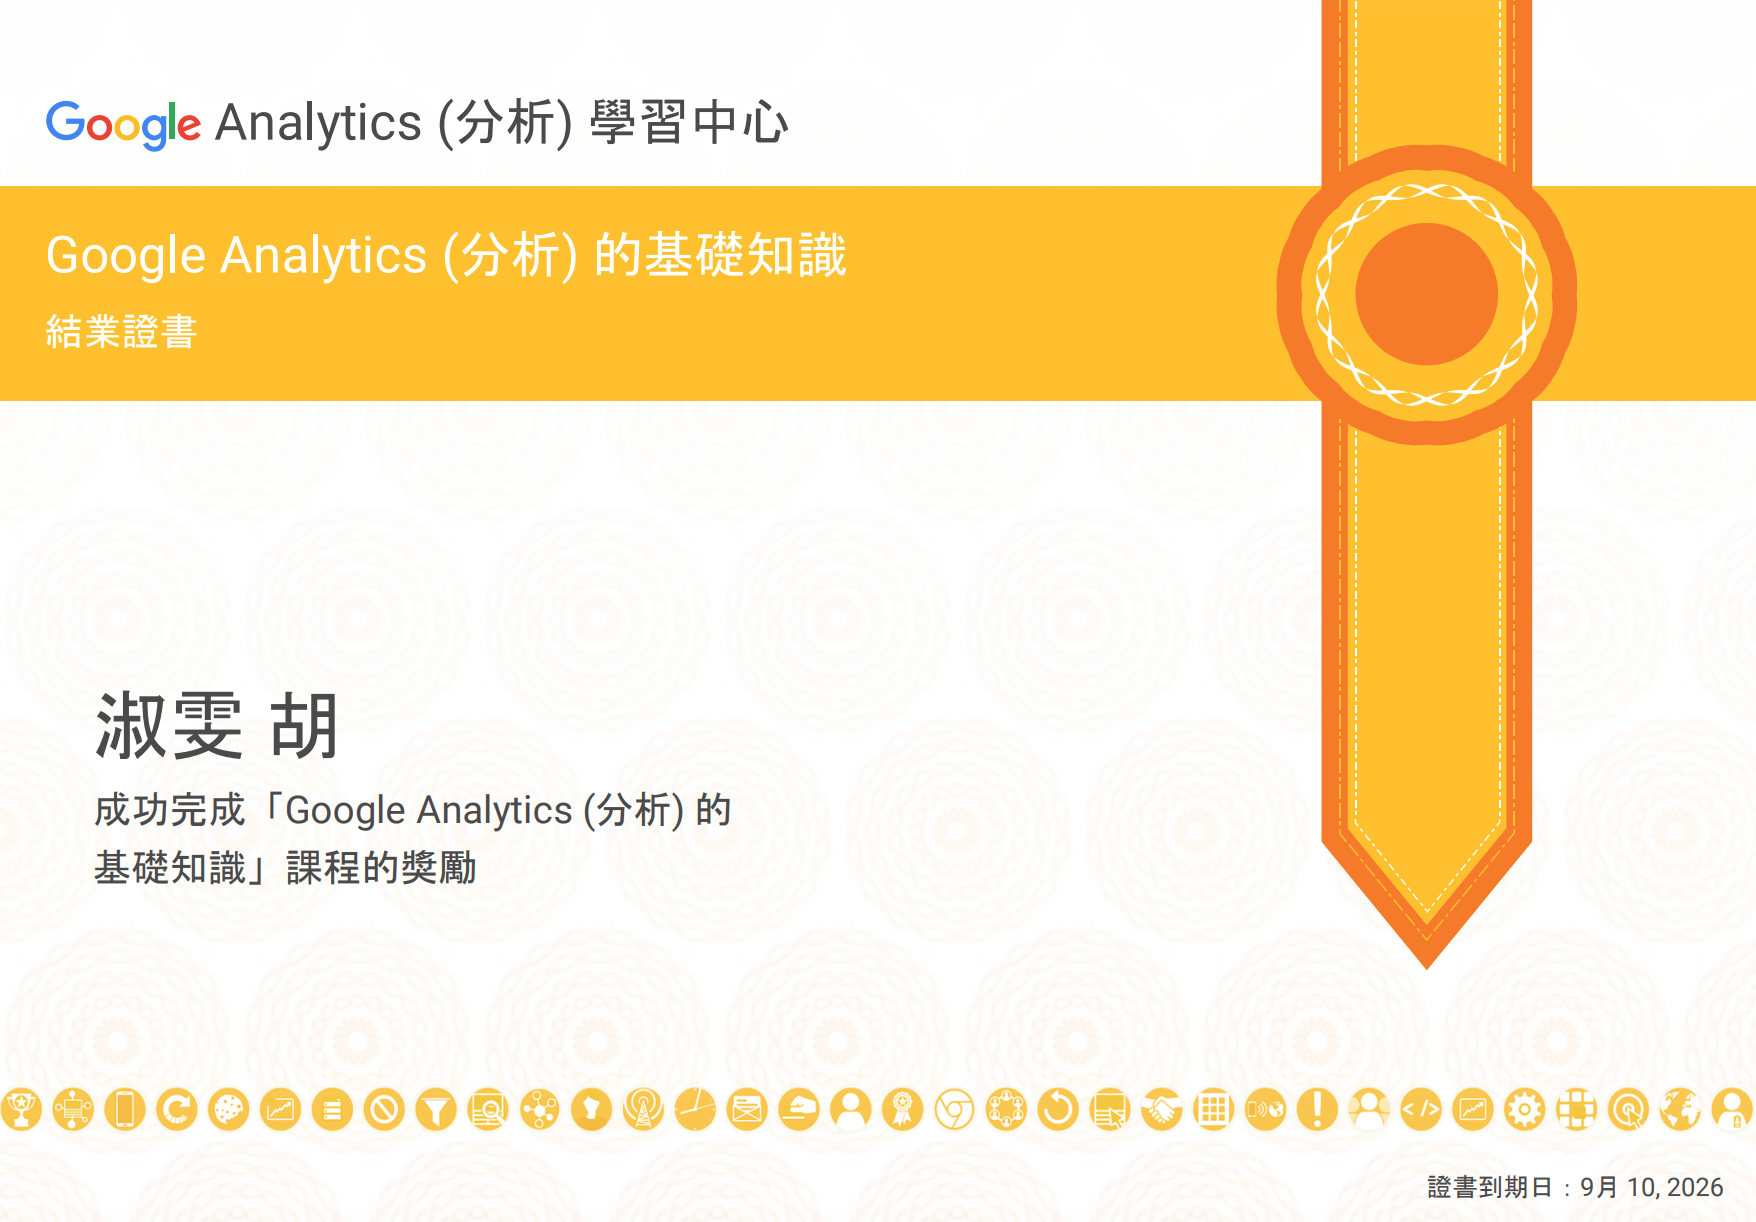 Google Analytics (分析) 學習中心
Google Analytics (分析) 的基礎知識
結業證書
淑雯 胡
成功完成「Google Analytics (分析) 的
基礎知識」課程的獎勵
證書到期日：9月 10, 2026